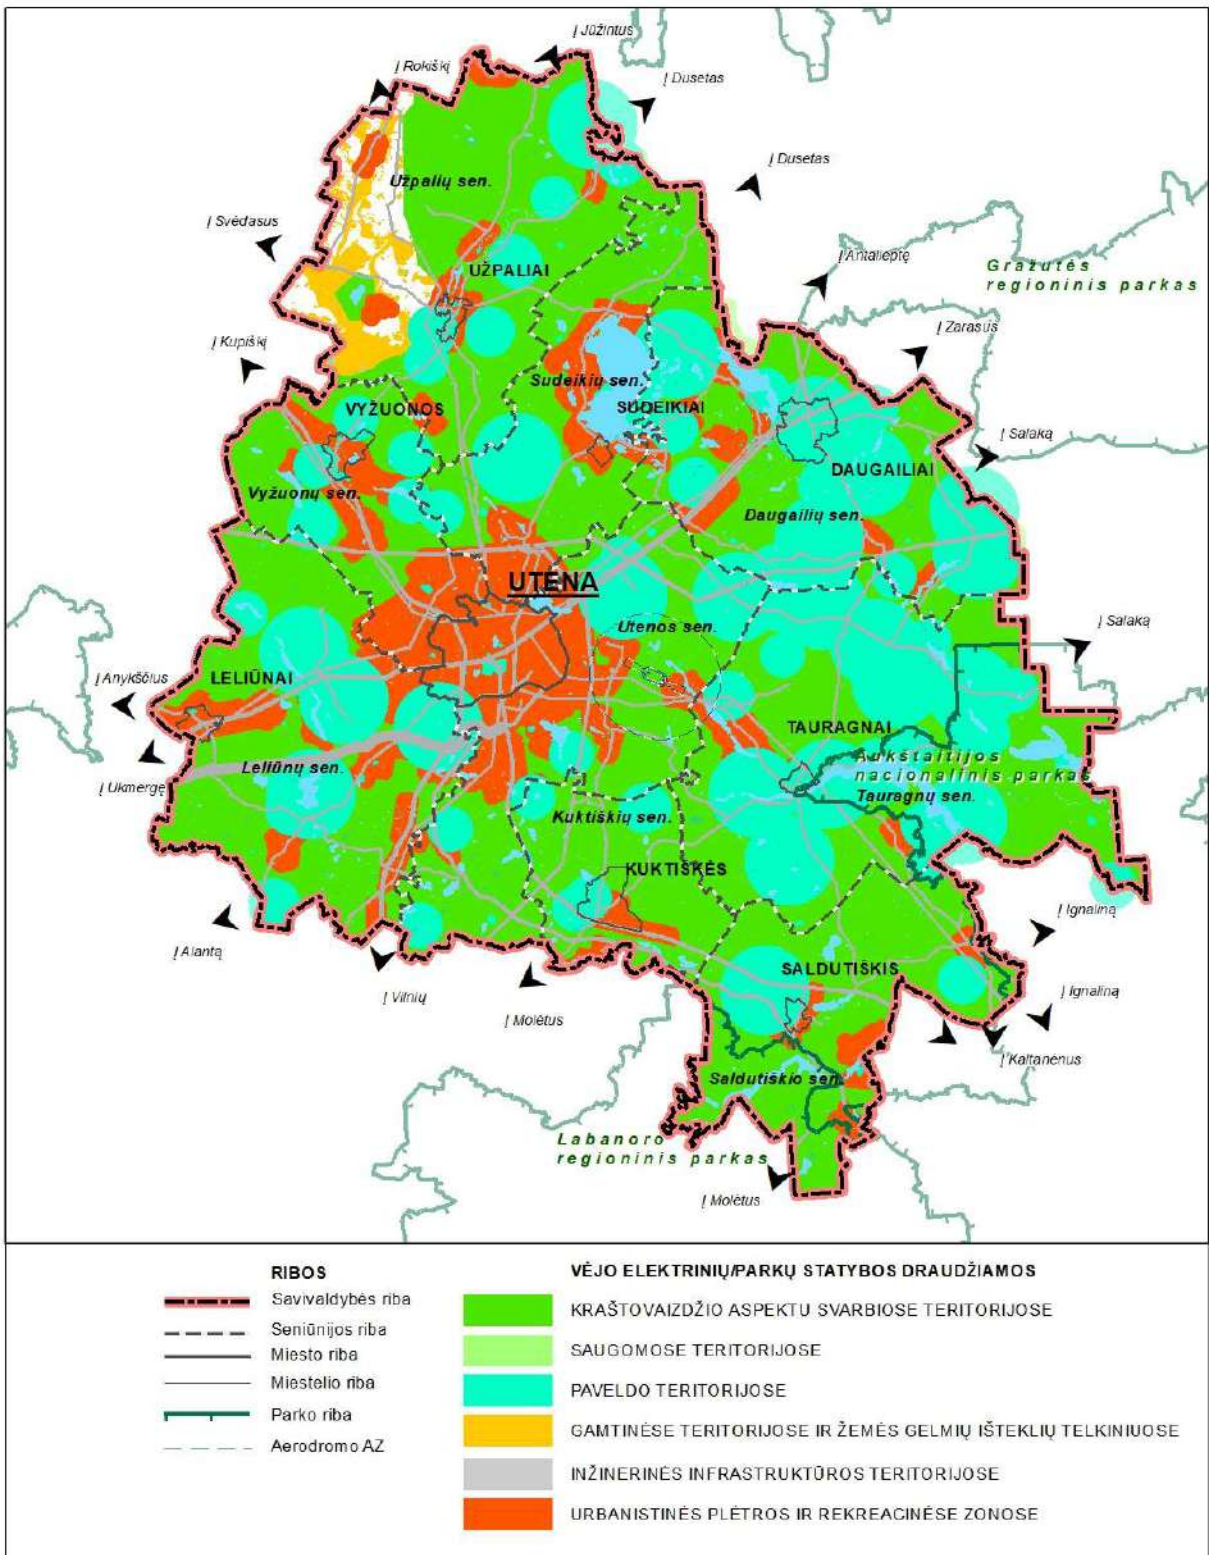 Į Jūžintus
Į Rokiškį
Į Dusetas
Į Dusetas
Užpalių sen.
Į Svėdasus
UŽPALIAI
Į Antalieptę
Gražutės
regioninis parkas
Į Zarasus
Į Kupiškį
Sudeikių sen.
VYŽUONOS
SUDEIKIAI
Į Salaką
DAUGAILIAI
Vyžuonų sen.
Daugailių sen.
UTENA
Utenos sen.
Į Salaką
LELIŪNAI
Į Anykščius
TAURAGNAI
Aukštaitijos
nacionalinis parkas
Leliūnų sen.
Į Ukmergę
Tauragnų sen.
Kuktiškių sen.
KUKTIŠKĖS
Į Ignaliną
Į Alantą
SALDUTIŠKIS
Į Vilnių
Į Ignaliną
Į Molėtus
Į Kaltanėnus
Saldutiškio sen.
Labanoro
regioninis parkas
Į Molėtus
RIBOS
Savivaldybės riba
Seniūnijos riba
Miesto riba
Miestelio riba
Parko riba
Aerodromo AZ
VĖJO ELEKTRINIŲ/PARKŲ STATYBOS DRAUDŽIAMOS
KRAŠTOVAIZDŽIO ASPEKTU SVARBIOSE TERITORIJOSE
SAUGOMOSE TERITORIJOSE
PAVELDO TERITORIJOSE
GAMTINĖSE TERITORIJOSE IR ŽEMĖS GELMIŲ IŠTEKLIŲ TELKINIUOSE
INŽINERINĖS INFRASTRUKTŪROS TERITORIJOSE
URBANISTINĖS PLĖTROS IR REKREACINĖSE ZONOSE